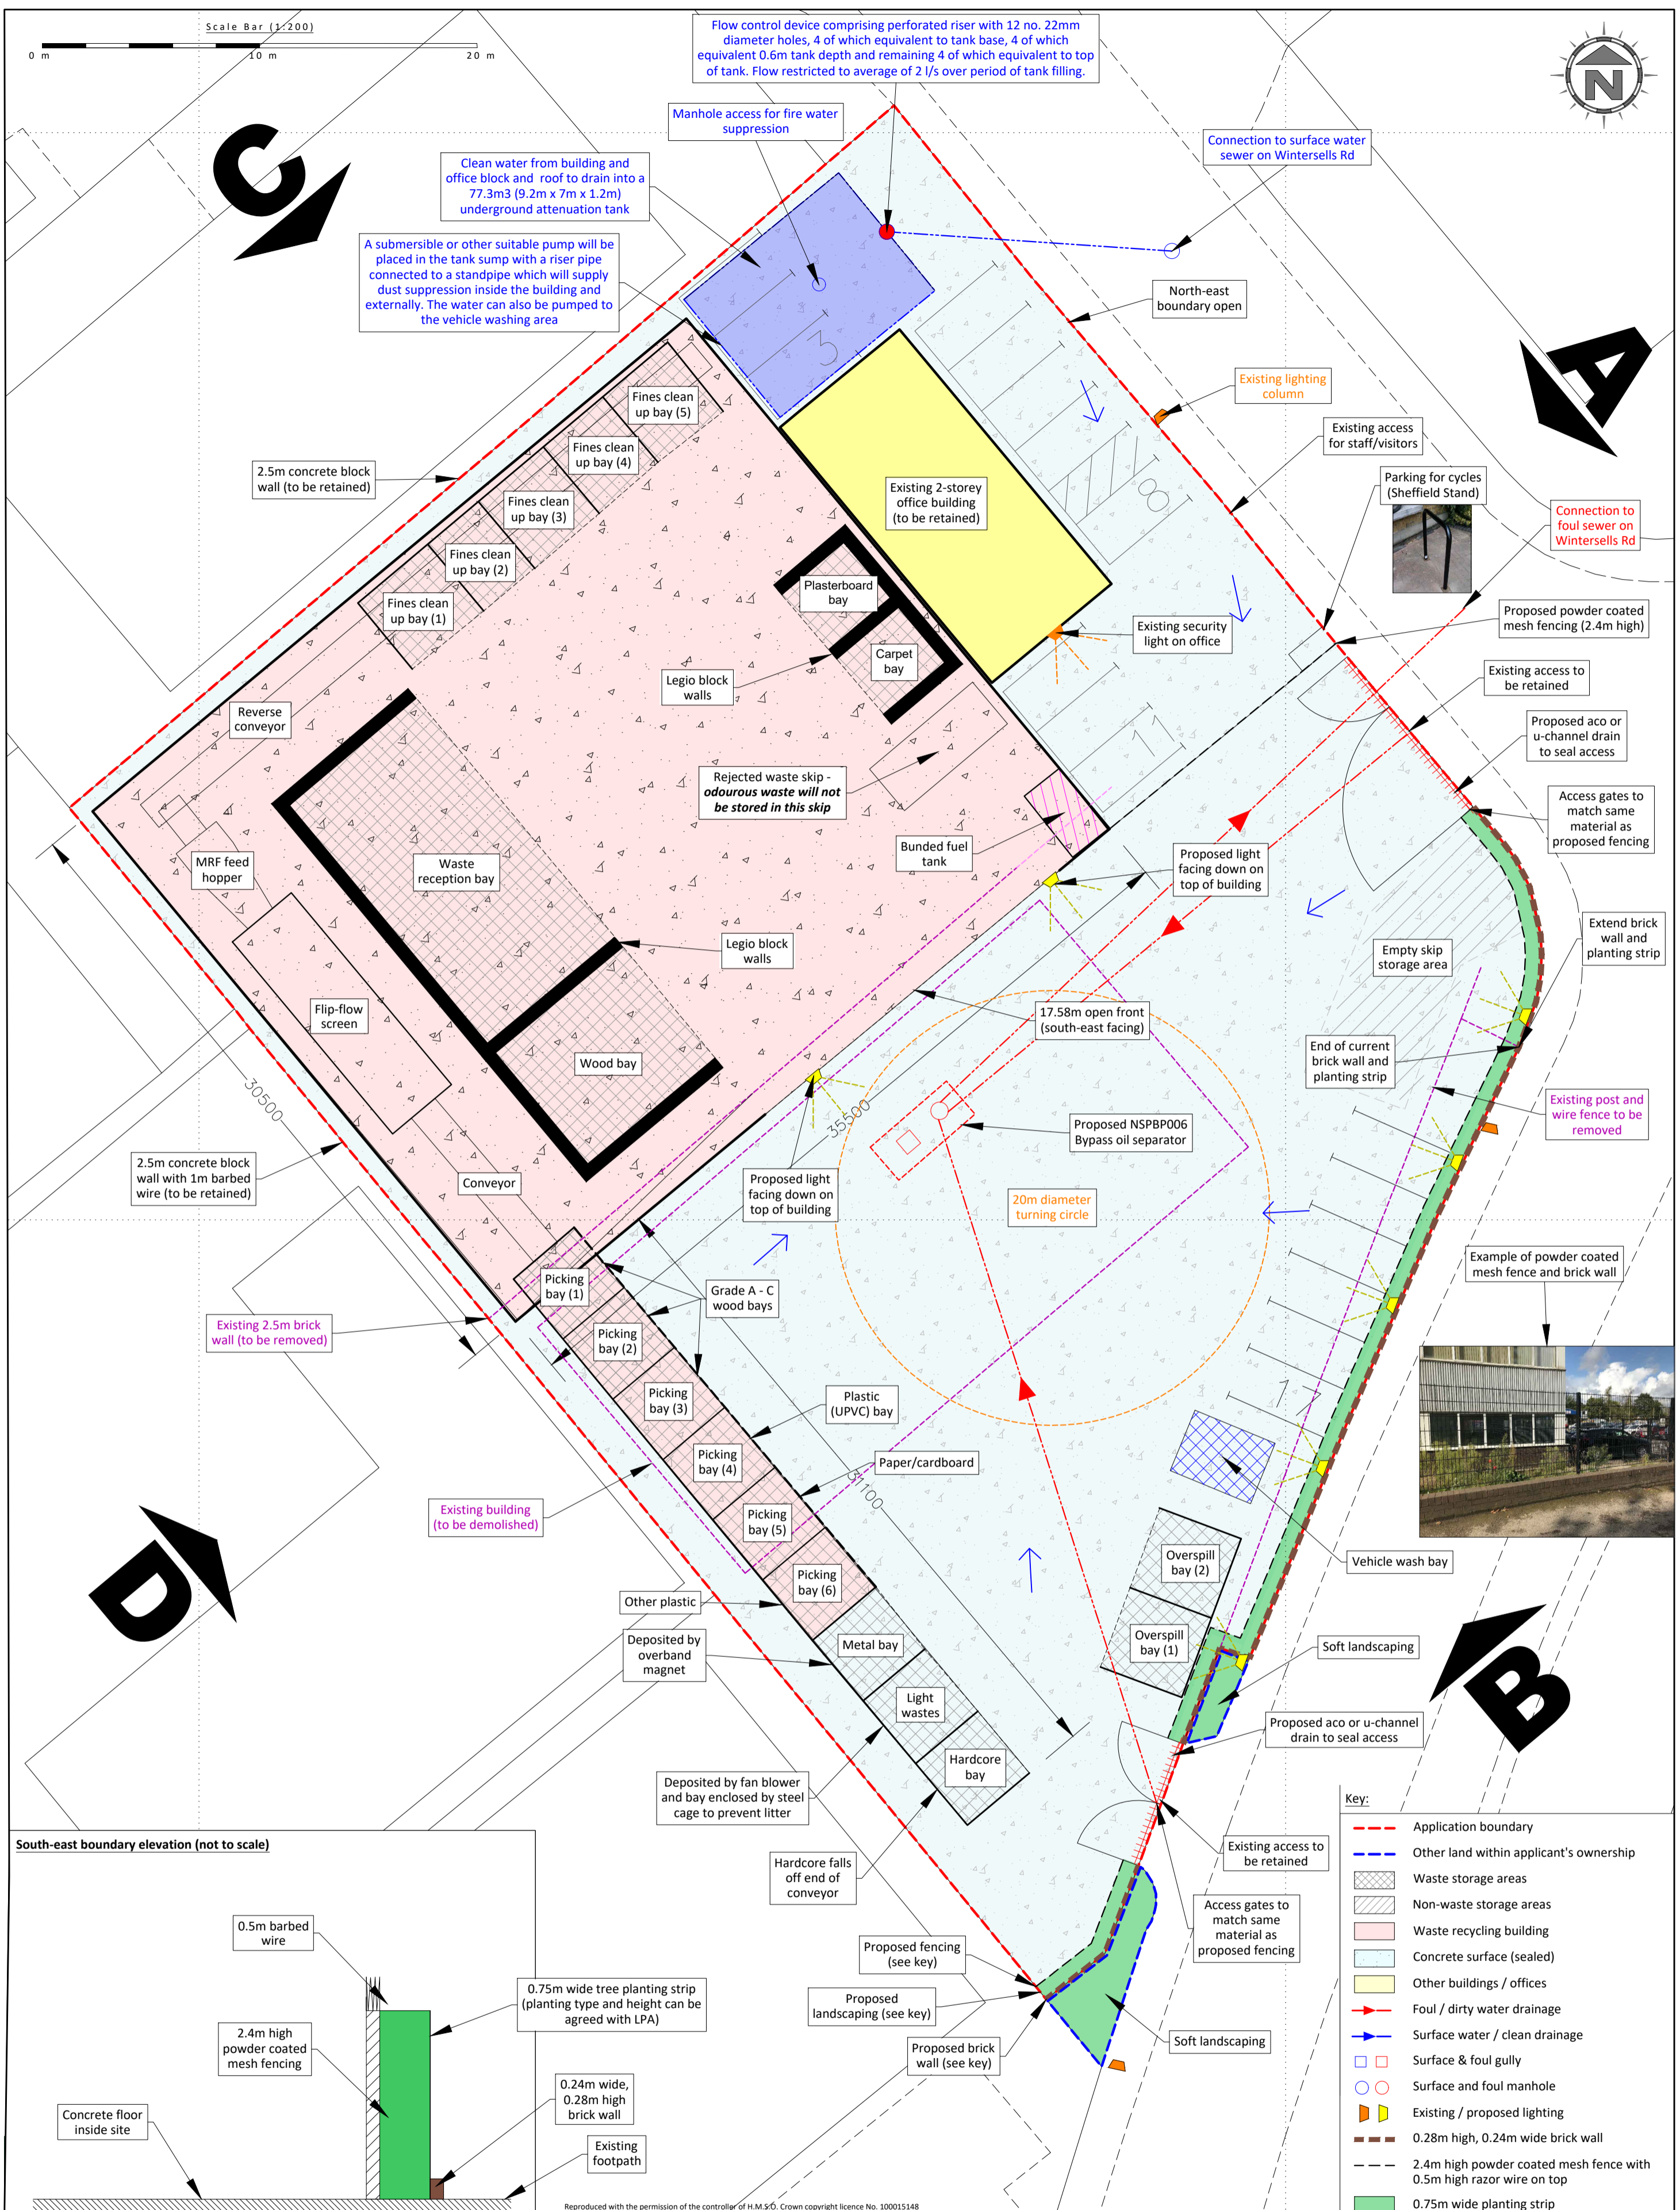 Scale Bar (1:200)
0 m
10 m
20 m
Flow control device comprising perforated riser with 12 no. 22mm
diameter holes, 4 of which equivalent to tank base, 4 of which
equivalent 0.6m tank depth and remaining 4 of which equivalent to top
of tank. Flow restricted to average of 2 l/s over period of tank filling.
N
Manhole access for fire water
suppression
Connection to surface water
sewer on Wintersells Rd
C
Clean water from building and
office block and roof to drain into a
77.3m3 (9.2m x 7m x 1.2m)
underground attenuation tank
A submersible or other suitable pump will be
placed in the tank sump with a riser pipe
connected to a standpipe which will supply
dust suppression inside the building and
externally. The water can also be pumped to
the vehicle washing area
North-east
boundary open
3
A
Existing lighting
column
Fines clean
up bay (5)
Existing access
for staff/visitors
Fines clean
up bay (4)
2.5m concrete block
wall (to be retained)
8
Parking for cycles
(Sheffield Stand)
Existing 2-storey
office building
(to be retained)
Fines clean
up bay (3)
Connection to
foul sewer on
Wintersells Rd
Fines clean
up bay (2)
Plasterboard
bay
Fines clean
up bay (1)
Proposed powder coated
mesh fencing (2.4m high)
Existing security
light on office
Carpet
bay
Legio block
walls
Existing access to
be retained
Reverse
conveyor
Proposed aco or
u-channel drain
to seal access
11
Rejected waste skip -
odourous waste will not
be stored in this skip
Access gates to
match same
material as
proposed fencing
Bunded fuel
tank
MRF feed
hopper
Waste
reception bay
Proposed light
facing down on
top of building
Extend brick
wall and
planting strip
Legio block
walls
Empty skip
storage area
Flip-flow
screen
17.58m open front
(south-east facing)
Wood bay
End of current
brick wall and
planting strip
30500
35500
Existing post and
wire fence to be
removed
Proposed NSPBP006
Bypass oil separator
2.5m concrete block
wall with 1m barbed
wire (to be retained)
Conveyor
Proposed light
facing down on
top of building
20m diameter
turning circle
Example of powder coated
mesh fence and brick wall
Picking
bay (1)
Grade A - C
wood bays
Existing 2.5m brick
wall (to be removed)
Picking
bay (2)
Picking
bay (3)
Plastic
(UPVC) bay
11
Picking
bay (4)
Paper/cardboard
31100
Existing building
(to be demolished)
Picking
bay (5)
D
Overspill
bay (2)
Vehicle wash bay
Picking
bay (6)
Other plastic
Metal bay
Overspill
bay (1)
Soft landscaping
Deposited by
overband
magnet
B
Light
wastes
Proposed aco or u-channel
drain to seal access
Hardcore
bay
Deposited by fan blower
and bay enclosed by steel
cage to prevent litter
Existing access to
be retained
Hardcore falls
off end of
conveyor
Access gates to
match same
material as
proposed fencing
Proposed fencing
(see key)
Proposed
landscaping (see key)
Proposed brick
wall (see key)
Soft landscaping
South-east boundary elevation (not to scale)
0.5m barbed
wire
0.75m wide tree planting strip
(planting type and height can be
agreed with LPA)
2.4m high
powder coated
mesh fencing
0.24m wide,
0.28m high
brick wall
Concrete floor
inside site
Existing
footpath
Reproduced with the permission of the controller of H.M.S.O. Crown copyright licence No. 100015148
Key:
Application boundary
Other land within applicant's ownership
Waste storage areas
Non-waste storage areas
Waste recycling building
Concrete surface (sealed)
Other buildings / offices
Foul / dirty water drainage
Surface water / clean drainage
Surface & foul gully
Surface and foul manhole
Existing / proposed lighting
0.28m high, 0.24m wide brick wall
2.4m high powder coated mesh fence with
0.5m high razor wire on top
0.75m wide planting strip